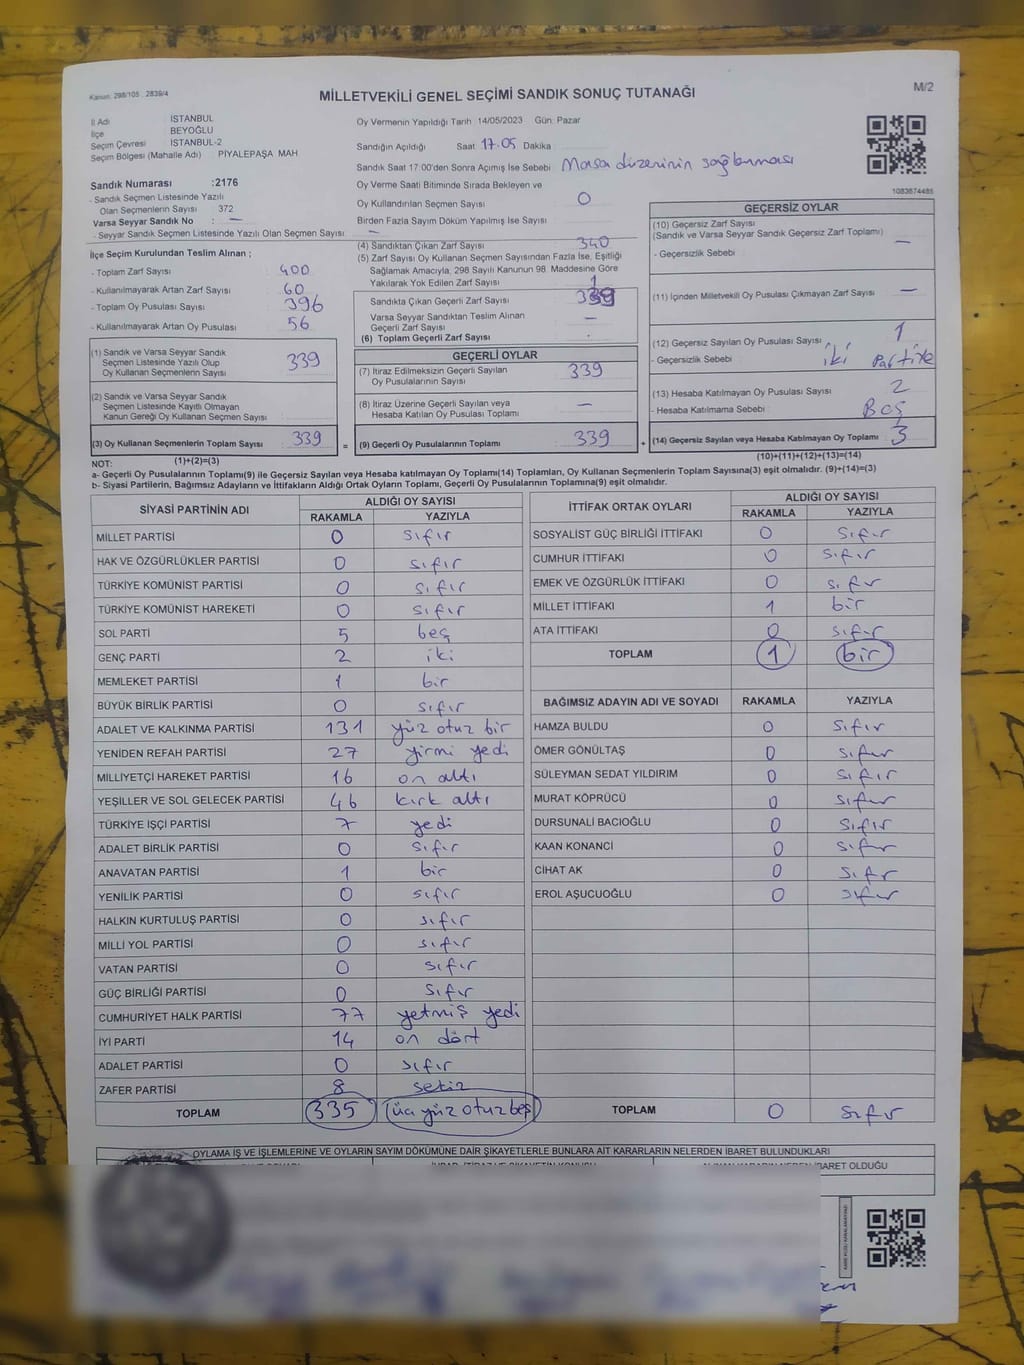 Kanun: 298/105 : 2839/4
MİLLETVEKİLİ GENEL SEÇİMİ SANDIK SONUÇ TUTANAĞI
M/2
İl Adı İSTANBUL
İlçe BEYOĞLU
Seçim Çevresi İSTANBUL-2
Seçim Bölgesi (Mahalle Adı) PİYALEPAŞA MAH
Sandık Numarası :2176
- Sandık Seçmen Listesinde Yazılı
Olan Seçmenlerin Sayısı 372
Varsa Seyyar Sandık No : —
- Seyyar Sandık Seçmen Listesinde Yazılı Olan Seçmen Sayısı: —
İlçe Seçim Kurulundan Teslim Alınan ;
- Toplam Zarf Sayısı 400
- Kullanılmayarak Artan Zarf Sayısı 60
- Toplam Oy Pusulası Sayısı 396
- Kullanılmayarak Artan Oy Pusulası 56
(1) Sandık ve Varsa Seyyar Sandık
Seçmen Listesinde Yazılı Olup
Oy Kullanan Seçmenlerin Sayısı 339
(2) Sandık ve Varsa Seyyar Sandık
Seçmen Listesinde Kayıtlı Olmayan
Kanun Gereği Oy Kullanan Seçmen Sayısı
(3) Oy Kullanan Seçmenlerin Toplam Sayısı 339 =
(1)+(2)=(3)
Oy Vermenin Yapıldığı Tarih 14/05/2023 Gün: Pazar
Sandığın Açıldığı Saat 17.05 Dakika
Sandık Saat 17:00'den Sonra Açılmış İse Sebebi Masa düzeninin sağlanması
Oy Verme Saati Bitiminde Sırada Bekleyen ve
Oy Kullandırılan Seçmen Sayısı 0
Birden Fazla Sayım Döküm Yapılmış İse Sayısı
(4) Sandıktan Çıkan Zarf Sayısı 340
(5) Zarf Sayısı Oy Kullanan Seçmen Sayısından Fazla İse, Eşitliği
Sağlamak Amacıyla, 298 Sayılı Kanunun 98. Maddesine Göre
Yakılarak Yok Edilen Zarf Sayısı 1
Sandıkta Çıkan Geçerli Zarf Sayısı 339
Varsa Seyyar Sandıktan Teslim Alınan
Geçerli Zarf Sayısı —
(6) Toplam Geçerli Zarf Sayısı
GEÇERLİ OYLAR
(7) İtiraz Edilmeksizin Geçerli Sayılan
Oy Pusulalarının Sayısı 339
(8) İtiraz Üzerine Geçerli Sayılan veya
Hesaba Katılan Oy Pusulası Toplamı —
(9) Geçerli Oy Pusulalarının Toplamı 339 +
1083674485
GEÇERSİZ OYLAR
(10) Geçersiz Zarf Sayısı
(Sandık ve Varsa Seyyar Sandık Geçersiz Zarf Toplamı) —
- Geçersizlik Sebebi
(11) İçinden Milletvekili Oy Pusulası Çıkmayan Zarf Sayısı —
(12) Geçersiz Sayılan Oy Pusulası Sayısı 1
- Geçersizlik Sebebi iki
(13) Hesaba Katılmayan Oy Pusulası Sayısı 2
- Hesaba Katılmama Sebebi Boş
(14) Geçersiz Sayılan veya Hesaba Katılmayan Oy Toplamı 3
(10)+(11)+(12)+(13)=(14)
NOT:
a- Geçerli Oy Pusulalarının Toplamı(9) ile Geçersiz Sayılan veya Hesaba katılmayan Oy Toplamı(14) Toplamları, Oy Kullanan Seçmenlerin Toplam Sayısına(3) eşit olmalıdır. (9)+(14)=(3)
b- Siyasi Partilerin, Bağımsız Adayların ve İttifakların Aldığı Ortak Oyların Toplamı, Geçerli Oy Pusulalarının Toplamına(9) eşit olmalıdır.
SİYASİ PARTİNİN ADI ALDIĞI OY SAYISI
RAKAMLA YAZIYLA
MİLLET PARTİSİ 0 sıfır
HAK VE ÖZGÜRLÜKLER PARTİSİ 0 sıfır
TÜRKİYE KOMÜNİST PARTİSİ 0 sıfır
TÜRKİYE KOMÜNİST HAREKETİ 0 sıfır
SOL PARTİ 5 beş
GENÇ PARTİ 2 iki
MEMLEKET PARTİSİ 1 bir
BÜYÜK BİRLİK PARTİSİ 0 sıfır
ADALET VE KALKINMA PARTİSİ 131 yüz otuz bir
YENİDEN REFAH PARTİSİ 27 yirmi yedi
MİLLİYETÇİ HAREKET PARTİSİ 16 on altı
YEŞİLLER VE SOL GELECEK PARTİSİ 46 kırk altı
TÜRKİYE İŞÇİ PARTİSİ 7 yedi
ADALET BİRLİK PARTİSİ 0 sıfır
ANAVATAN PARTİSİ 1 bir
YENİLİK PARTİSİ 0 sıfır
HALKIN KURTULUŞ PARTİSİ 0 sıfır
MİLLİ YOL PARTİSİ 0 sıfır
VATAN PARTİSİ 0 sıfır
GÜÇ BİRLİĞİ PARTİSİ 0 sıfır
CUMHURİYET HALK PARTİSİ 77 yetmiş yedi
İYİ PARTİ 14 on dört
ADALET PARTİSİ 0 sıfır
ZAFER PARTİSİ 8 sekiz
TOPLAM 335 üç yüz otuz beş
İTTİFAK ORTAK OYLARI ALDIĞI OY SAYISI
RAKAMLA YAZIYLA
SOSYALİST GÜÇ BİRLİĞİ İTTİFAKI 0 sıfır
CUMHUR İTTİFAKI 0 sıfır
EMEK VE ÖZGÜRLÜK İTTİFAKI 0 sıfır
MİLLET İTTİFAKI 1 bir
ATA İTTİFAKI 0 sıfır
TOPLAM 1 bir
BAĞIMSIZ ADAYIN ADI VE SOYADI RAKAMLA YAZIYLA
HAMZA BULDU 0 sıfır
ÖMER GÖNÜLTAŞ 0 sıfır
SÜLEYMAN SEDAT YILDIRIM 0 sıfır
MURAT KÖPRÜCÜ 0 sıfır
DURSUNALİ BACIOĞLU 0 sıfır
KAAN KONANCİ 0 sıfır
CİHAT AK 0 sıfır
EROL AŞUCUOĞLU 0 sıfır
TOPLAM 0 sıfır
OYLAMA İŞ VE İŞLEMLERİNE VE OYLARIN SAYIM DÖKÜMÜNE DAİR ŞİKAYETLERLE BUNLARA AİT KARARLARIN NELERDEN İBARET BULUNDUKLARI
İBARET OLDUĞU